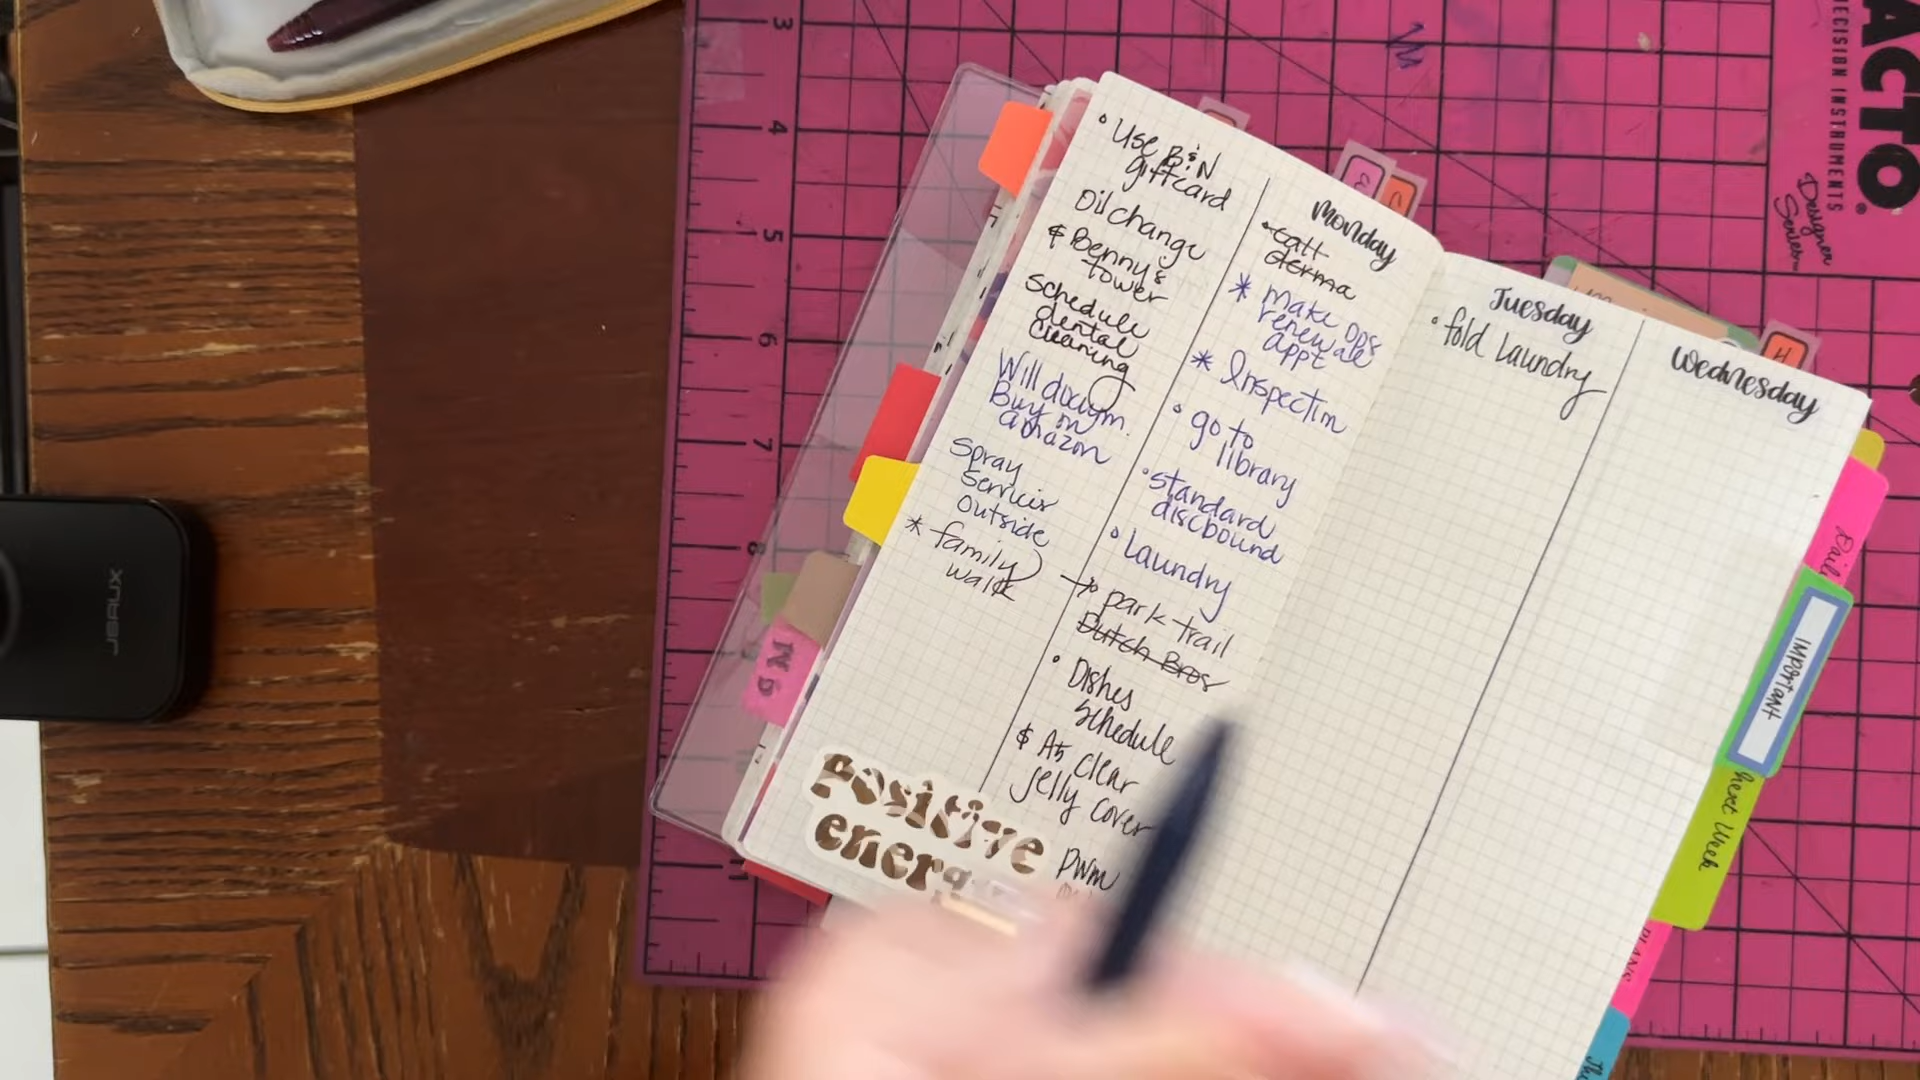 • Use B&N
giftcard
Oil change
$ Benny's
tower
Schedule
dental
cleaning
Will
Buy on
amazon
Spray
Outside
* family
walk
Positive
energy
Monday
• call
derma
* make
renewal
appt
* Inspection
• go to
library
• standard
discbound
• Laundry
→ park trail
Dutch Bros
• Dishes
Schedule
$ A5 clear
jelly cover
PWM
Tuesday
• fold laundry
Wednesday
IMPORTANT
Next Week
PLANS
H
3
4
5
6
7
8
ACTO®
DECISION INSTRUMENTS
Designer
Series
JSAUX